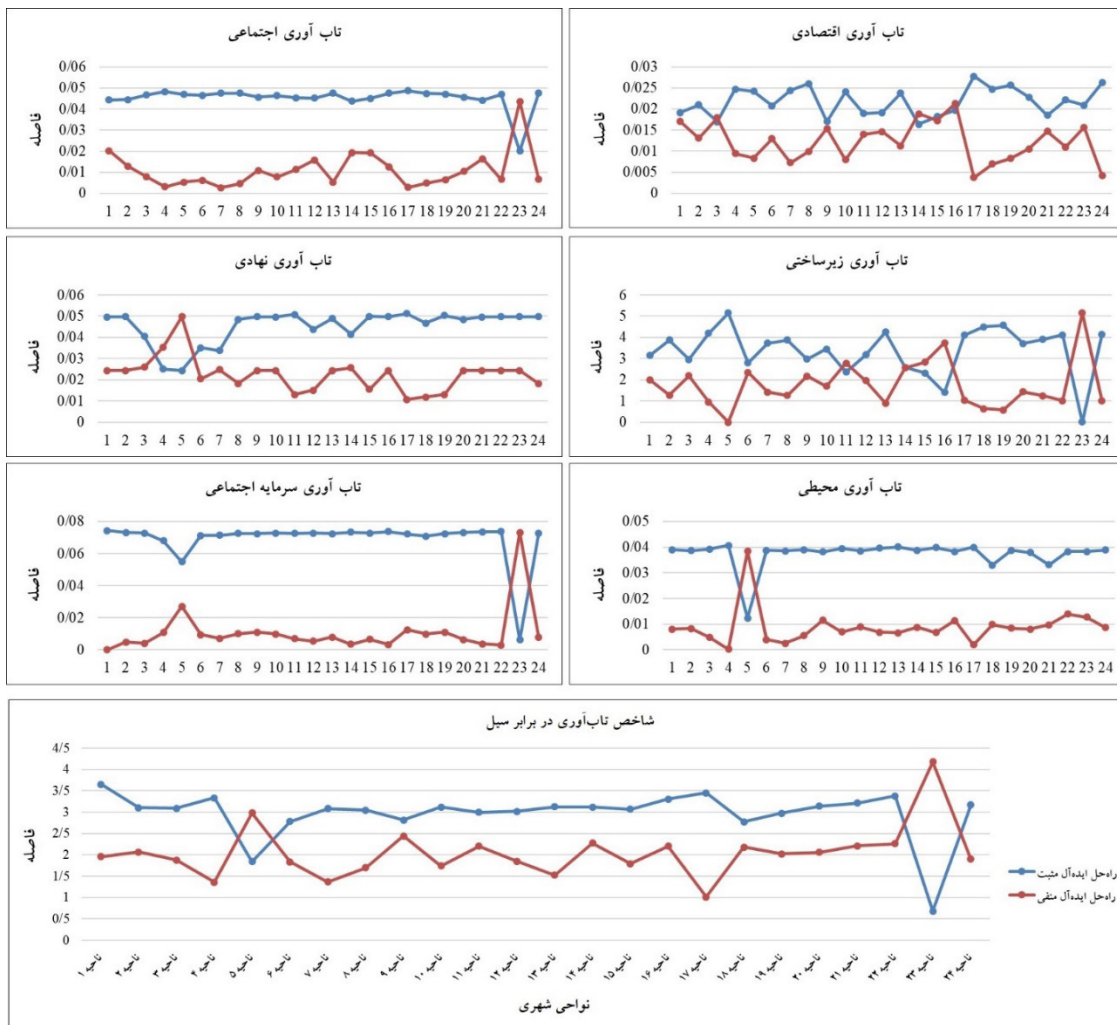 تاب آوری اقتصادی
0/03
0/025
0/02
0/015
0/01
0/005
0
فاصله
1 2 3 4 5 6 7 8 9 10 11 12 13 14 15 16 17 18 19 20 21 22 23 24
تاب آوری اجتماعی
0/06
0/05
0/04
0/03
0/02
0/01
0
فاصله
1 2 3 4 5 6 7 8 9 10 11 12 13 14 15 16 17 18 19 20 21 22 23 24
تاب آوری زیرساختی
6
5
4
3
2
1
0
فاصله
1 2 3 4 5 6 7 8 9 10 11 12 13 14 15 16 17 18 19 20 21 22 23 24
تاب آوری نهادی
0/06
0/05
0/04
0/03
0/02
0/01
0
فاصله
1 2 3 4 5 6 7 8 9 10 11 12 13 14 15 16 17 18 19 20 21 22 23 24
تاب آوری محیطی
0/05
0/04
0/03
0/02
0/01
0
فاصله
1 2 3 4 5 6 7 8 9 10 11 12 13 14 15 16 17 18 19 20 21 22 23 24
تاب آوری سرمایه اجتماعی
0/08
0/06
0/04
0/02
0
فاصله
1 2 3 4 5 6 7 8 9 10 11 12 13 14 15 16 17 18 19 20 21 22 23 24
شاخص تاب‌آوری در برابر سیل
4/5
4
3/5
3
2/5
2
1/5
1
0/5
0
فاصله
ناحیه ۱
ناحیه ۲
ناحیه ۳
ناحیه ۴
ناحیه ۵
ناحیه ۶
ناحیه ۷
ناحیه ۸
ناحیه ۹
ناحیه ۱۰
ناحیه ۱۱
ناحیه ۱۲
ناحیه ۱۳
ناحیه ۱۴
ناحیه ۱۵
ناحیه ۱۶
ناحیه ۱۷
ناحیه ۱۸
ناحیه ۱۹
ناحیه ۲۰
ناحیه ۲۱
ناحیه ۲۲
ناحیه ۲۳
ناحیه ۲۴
نواحی شهری
راه‌حل ایده‌آل مثبت
راه‌حل ایده‌آل منفی